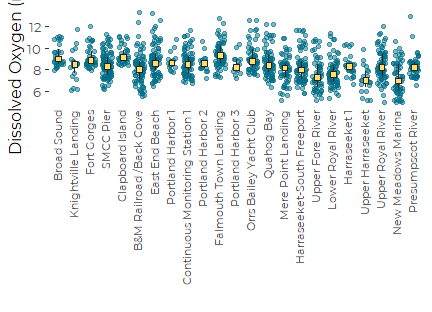 Dissolved Oxygen (
12
10
8
6
Broad Sound
Knightville Landing
Fort Gorges
SMCC Pier
Clapboard Island
B&M Railroad / Back Cove
East End Beach
Portland Harbor 1
Continuous Monitoring Station1
Portland Harbor 2
Falmouth Town Landing
Portland Harbor 3
Orrs Bailey Yacht Club
Quahog Bay
Mere Point Landing
Harraseeket-South Freeport
Upper Fore River
Lower Royal River
Harraseeket 1
Upper Harraseeket
Upper Royal River
New Meadows Marina
Presumpscot River